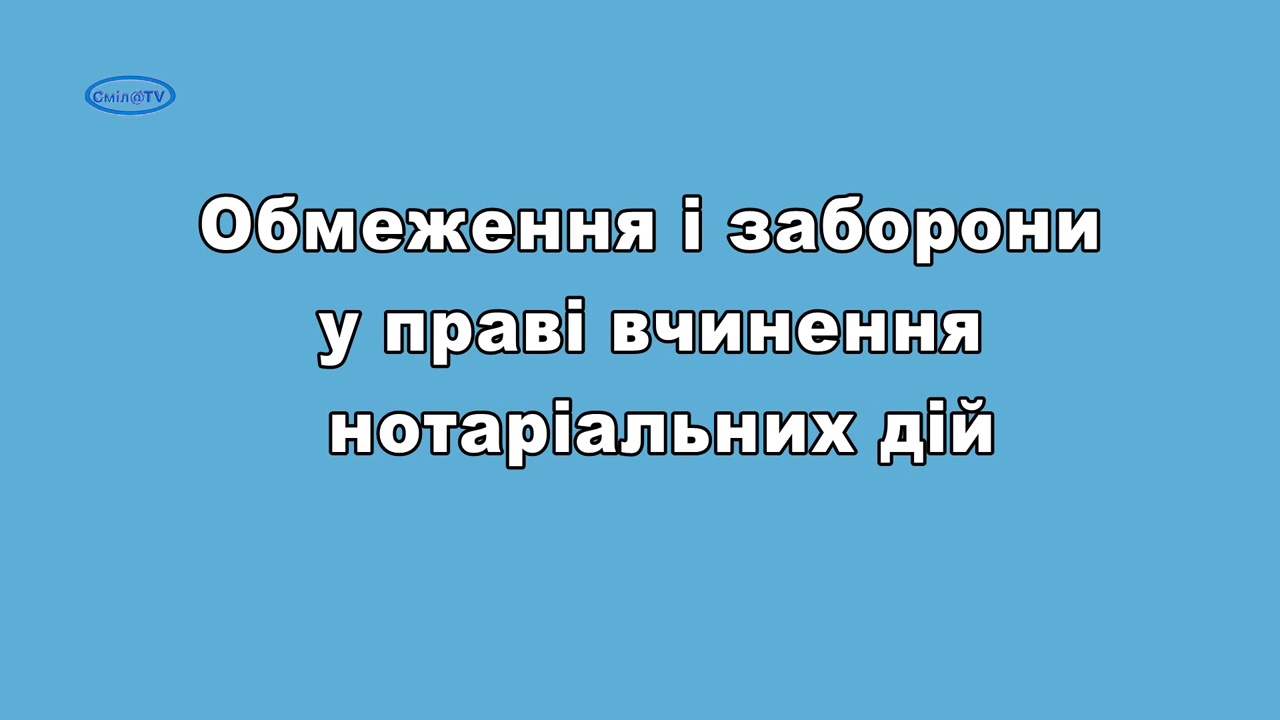 Сміл@TV
Обмеження і заборони
у праві вчинення
нотаріальних дій